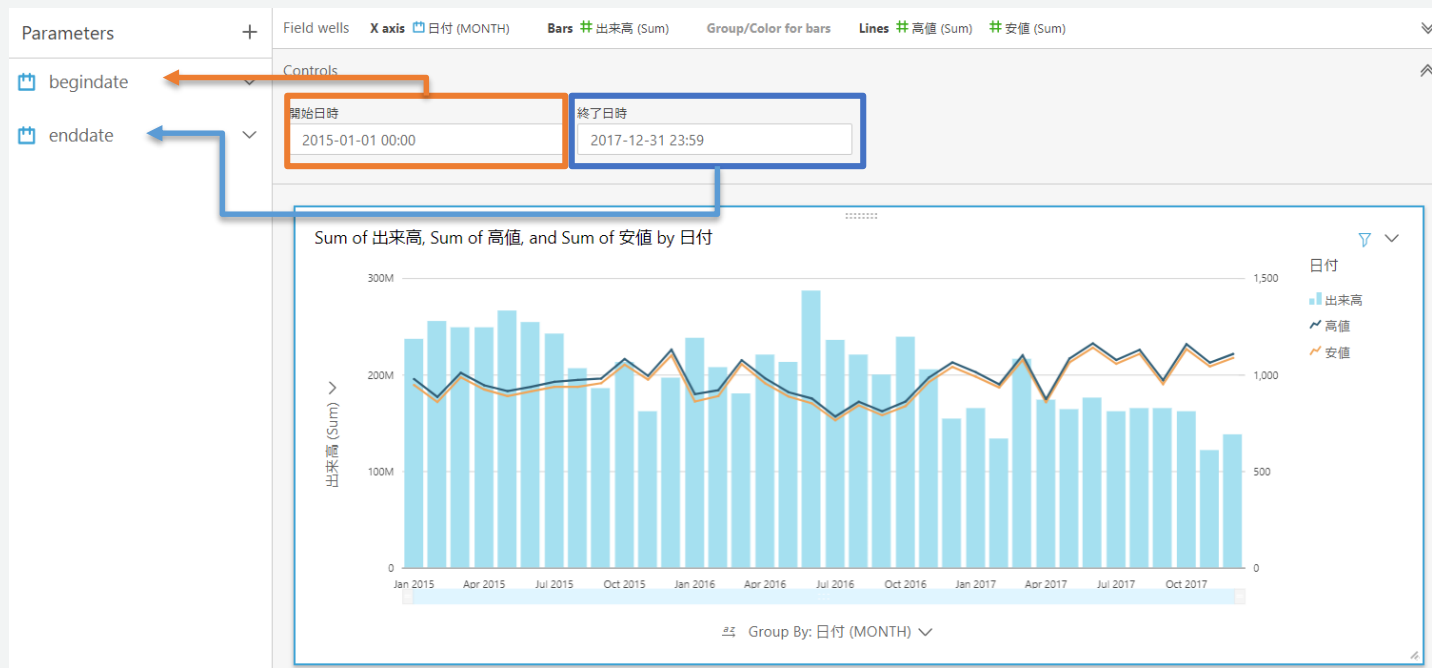 Parameters
begindate
enddate
Field wells X axis 日付 (MONTH) Bars 出来高 (Sum) Group/Color for bars Lines 高値 (Sum) 安値 (Sum)
Controls
開始日時 終了日時
2015-01-01 00:00 2017-12-31 23:59
Sum of 出来高, Sum of 高値, and Sum of 安値 by 日付
日付
出来高
高値
安値
300M 1,500
200M 1,000
100M 500
0 0
出来高 (Sum)
Jan 2015 Apr 2015 Jul 2015 Oct 2015 Jan 2016 Apr 2016 Jul 2016 Oct 2016 Jan 2017 Apr 2017 Jul 2017 Oct 2017
az Group By: 日付 (MONTH)